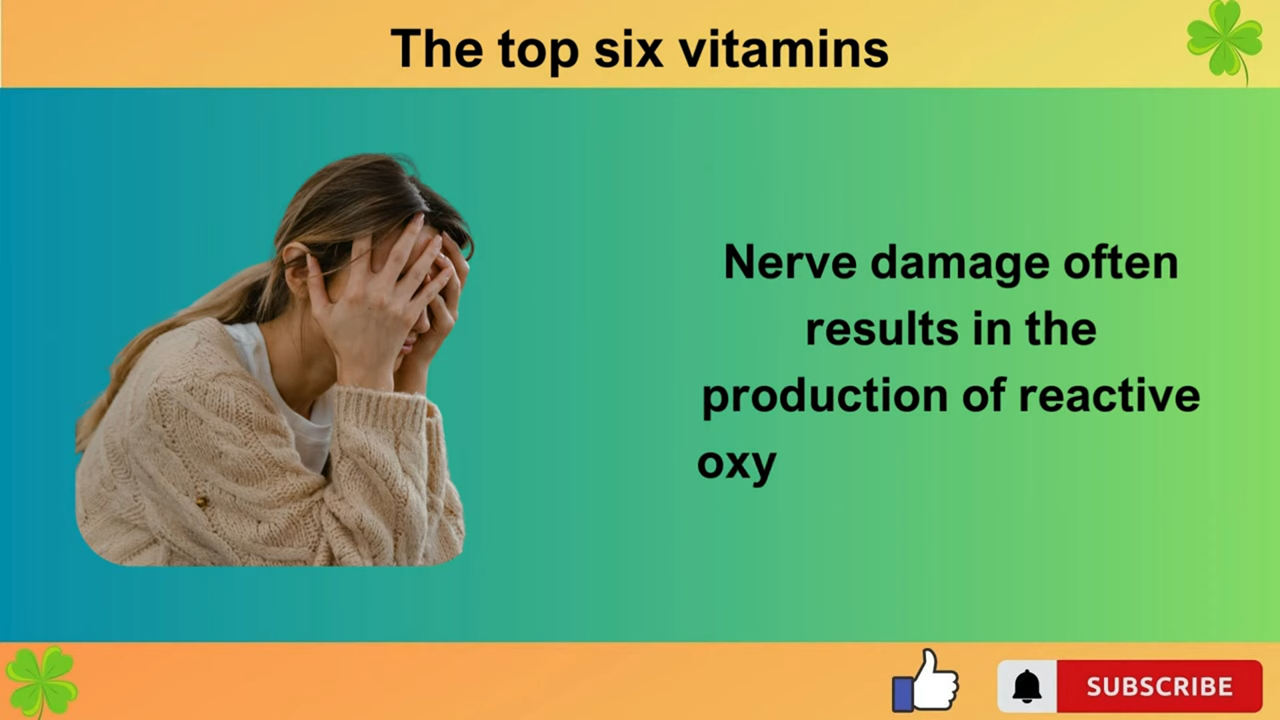 The top six vitamins
Nerve damage often
results in the
production of reactive
oxy
SUBSCRIBE